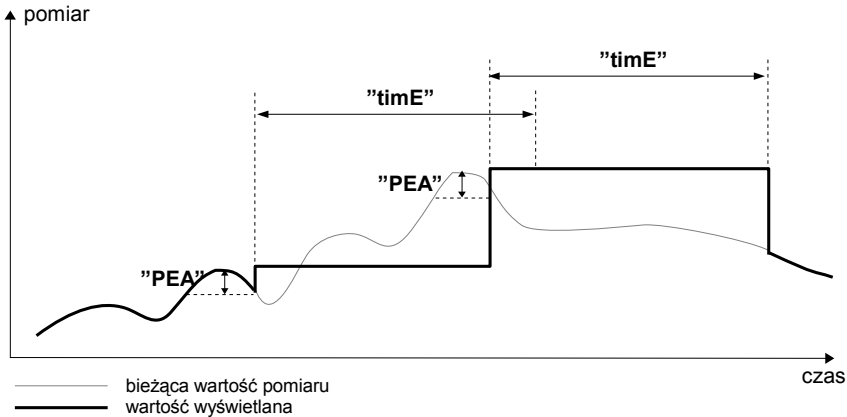 pomiar
”timE”
”timE”
”PEA”
”PEA”
czas
bieżąca wartość pomiaru
wartość wyświetlana